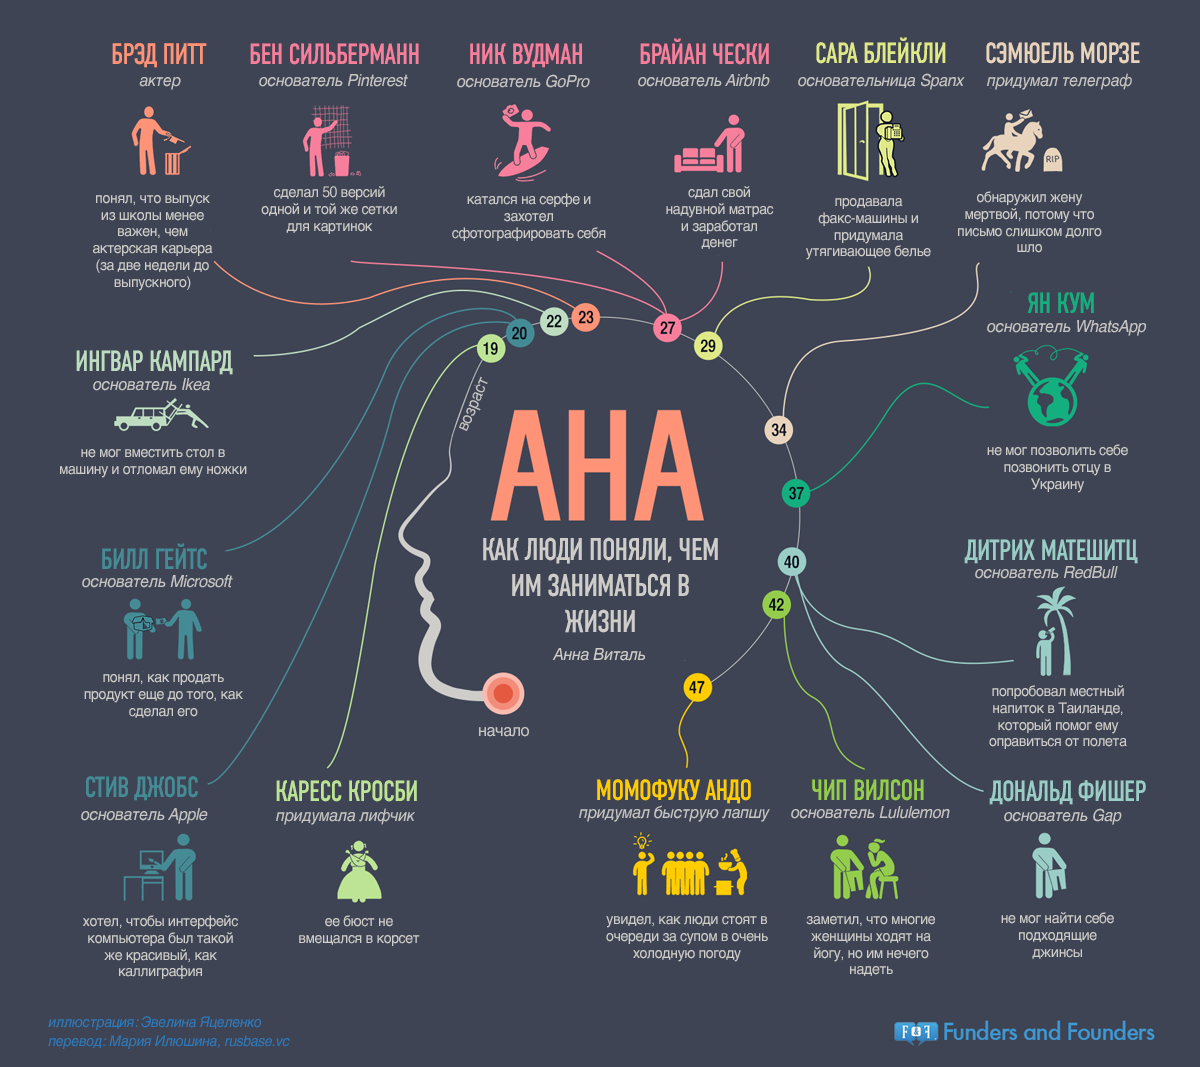 БРЭД ПИТТ
актер
понял, что выпуск
из школы менее
важен, чем
актерская карьера
(за две недели до
выпускного)
БЕН СИЛЬБЕРМАНН
основатель Pinterest
сделал 50 версий
одной и той же сетки
для картинок
НИК ВУДМАН
основатель GoPro
катался на серфе и
захотел
сфотографировать себя
БРАЙАН ЧЕСКИ
основатель Airbnb
сдал свой
надувной матрас
и заработал
денег
САРА БЛЕЙКЛИ
основательница Spanx
продавала
факс-машины и
придумала
утягивающее белье
СЭМЮЕЛЬ МОРЗЕ
придумал телеграф
RIP
обнаружил жену
мертвой, потому что
письмо слишком долго
шло
ИНГВАР КАМПАРД
основатель Ikea
не мог вместить стол в
машину и отломал ему ножки
19
20
22
23
27
29
34
37
40
42
47
возраст
ЯН КУМ
основатель WhatsApp
не мог позволить себе
позвонить отцу в
Украину
АНА
КАК ЛЮДИ ПОНЯЛИ, ЧЕМ
ИМ ЗАНИМАТЬСЯ В
ЖИЗНИ
Анна Виталь
начало
БИЛЛ ГЕЙТС
основатель Microsoft
понял, как продать
продукт еще до того, как
сделал его
ДИТРИХ МАТЕШИТЦ
основатель RedBull
попробовал местный
напиток в Таиланде,
который помог ему
оправиться от полета
СТИВ ДЖОБС
основатель Apple
хотел, чтобы интерфейс
компьютера был такой
же красивый, как
каллиграфия
КАРЕСС КРОСБИ
придумала лифчик
ее бюст не
вмещался в корсет
МОМОФУКУ АНДО
придумал быструю лапшу
увидел, как люди стоят в
очереди за супом в очень
холодную погоду
ЧИП ВИЛСОН
основатель Lululemon
заметил, что многие
женщины ходят на
йогу, но им нечего
надеть
ДОНАЛЬД ФИШЕР
основатель Gap
не мог найти себе
подходящие
джинсы
иллюстрация: Эвелина Яцеленко
перевод: Мария Илюшина, rusbase.vc
F&F. Funders and Founders